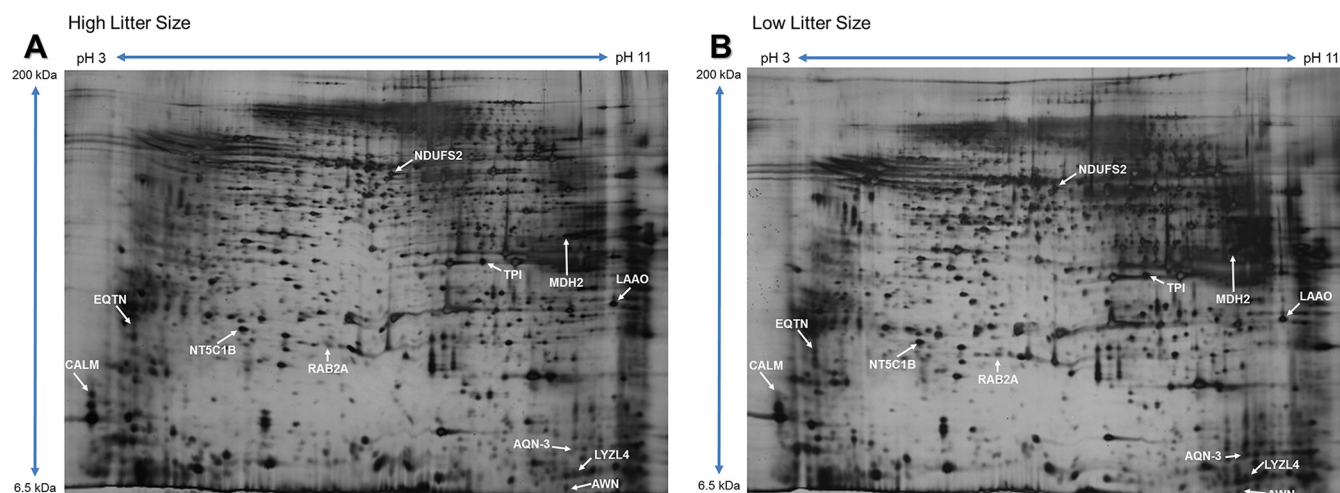 High Litter Size
A
pH 3
pH 11
200 kDa
NDUFS2
TPI
MDH2
LAAO
EQTN
NT5C1B
RAB2A
CALM
AQN-3
LYZL4
AWN
6.5 kDa
Low Litter Size
B
pH 3
pH 11
200 kDa
NDUFS2
TPI
MDH2
LAAO
EQTN
NT5C1B
RAB2A
CALM
AQN-3
LYZL4
AWN
6.5 kDa